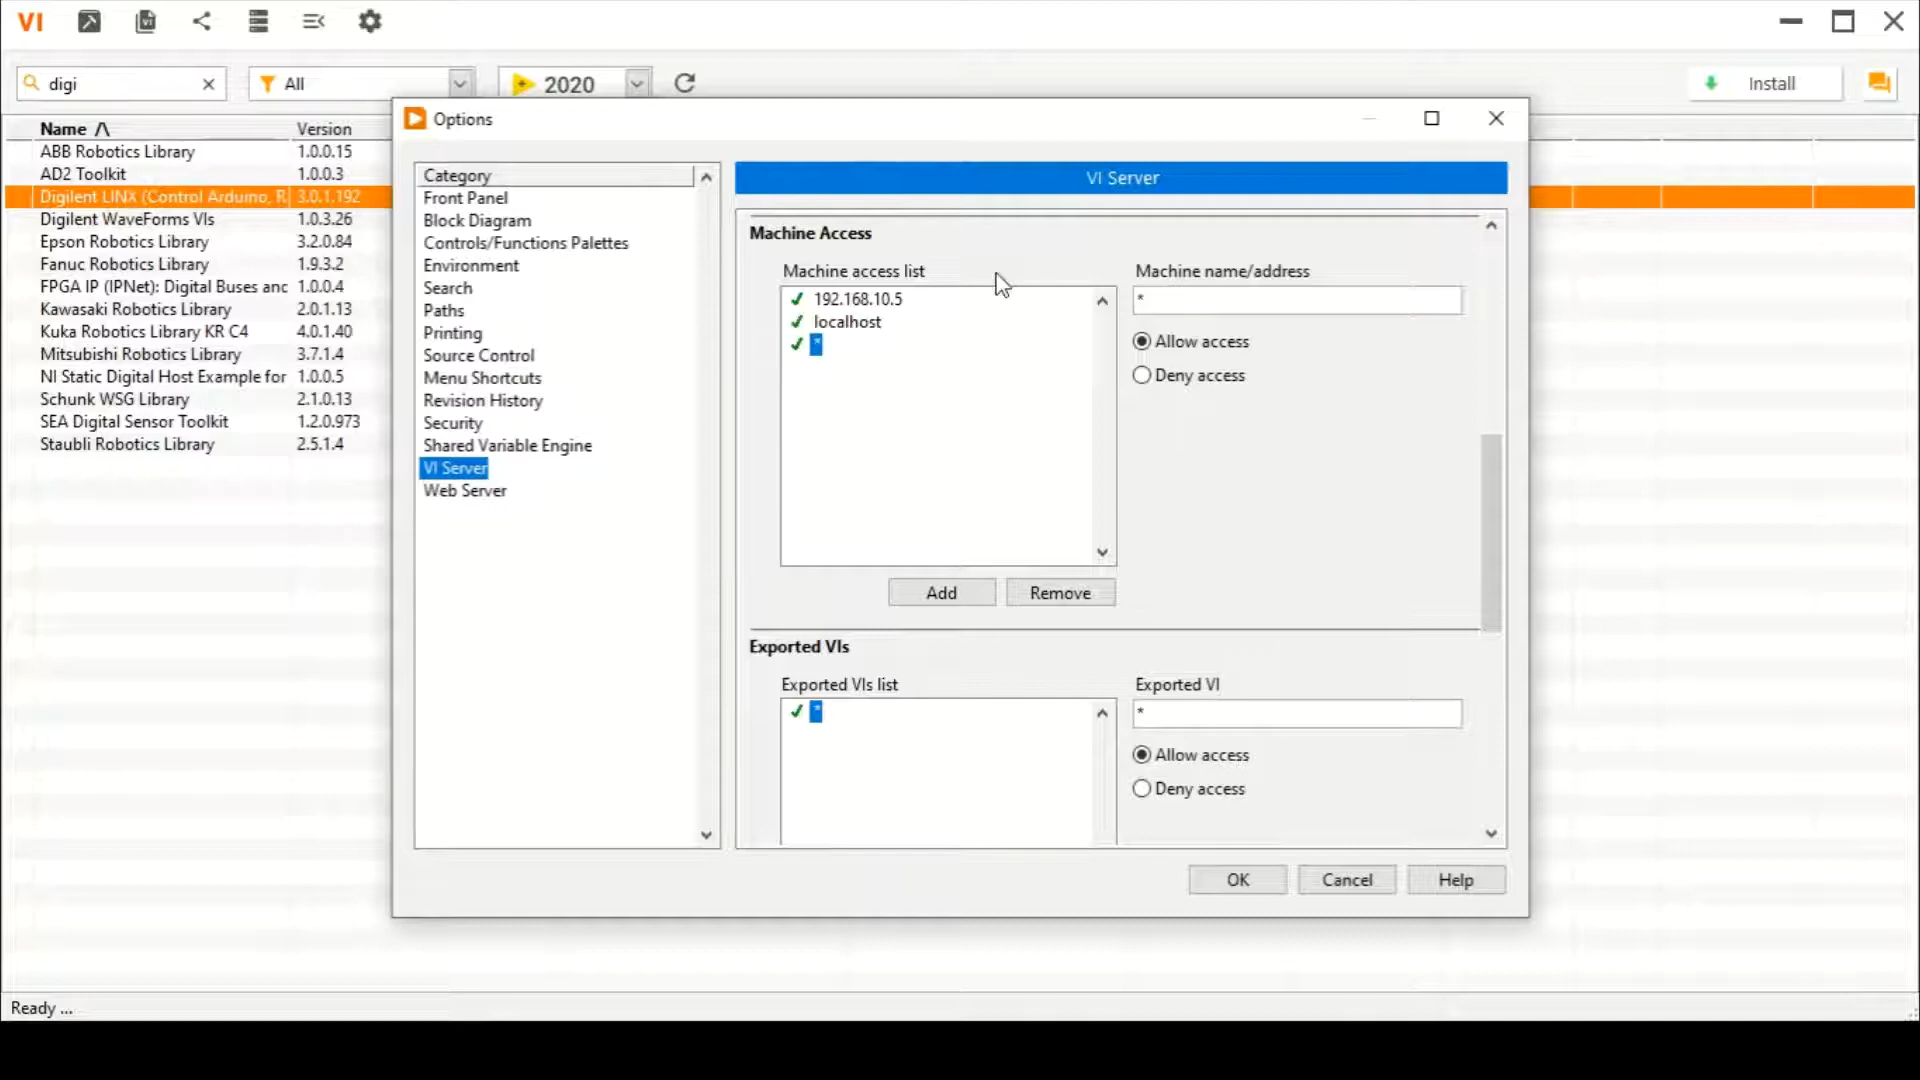 VI
digi
All
2020
Install
Name
Version
ABB Robotics Library 1.0.0.15
AD2 Toolkit 1.0.0.3
Digilent LINX (Control Arduino, R 3.0.1.192
Digilent WaveForms VIs 1.0.3.26
Epson Robotics Library 3.2.0.84
Fanuc Robotics Library 1.9.3.2
FPGA IP (IPNet): Digital Buses and 1.0.0.4
Kawasaki Robotics Library 2.0.1.13
Kuka Robotics Library KR C4 4.0.1.40
Mitsubishi Robotics Library 3.7.1.4
NI Static Digital Host Example for 1.0.0.5
Schunk WSG Library 2.1.0.13
SEA Digital Sensor Toolkit 1.2.0.973
Staubli Robotics Library 2.5.1.4
Options
Category
Front Panel
Block Diagram
Controls/Functions Palettes
Environment
Search
Paths
Printing
Source Control
Menu Shortcuts
Revision History
Security
Shared Variable Engine
VI Server
Web Server
VI Server
Machine Access
Machine access list
192.168.10.5
localhost
*
Machine name/address
*
Allow access
Deny access
Add
Remove
Exported VIs
Exported VIs list
*
Exported VI
*
Allow access
Deny access
OK
Cancel
Help
Ready ...